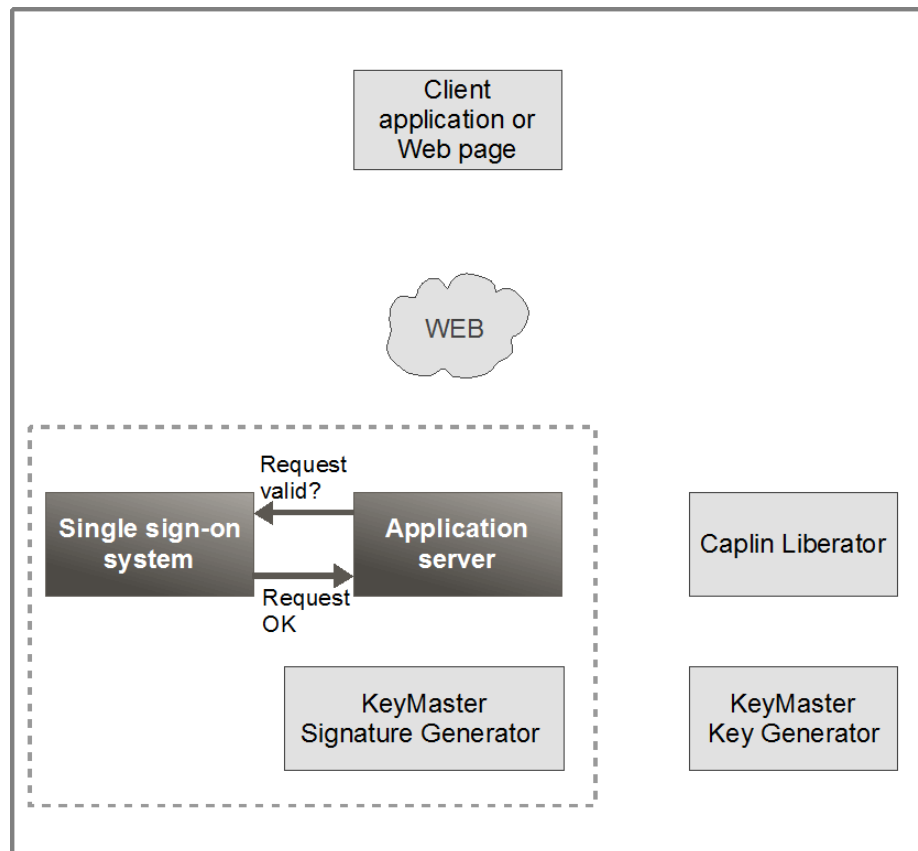 Client
application or
Web page
WEB
Request
valid?
Single sign-on
system
Application
server
Caplin Liberator
Request
OK
KeyMaster
Signature Generator
KeyMaster
Key Generator